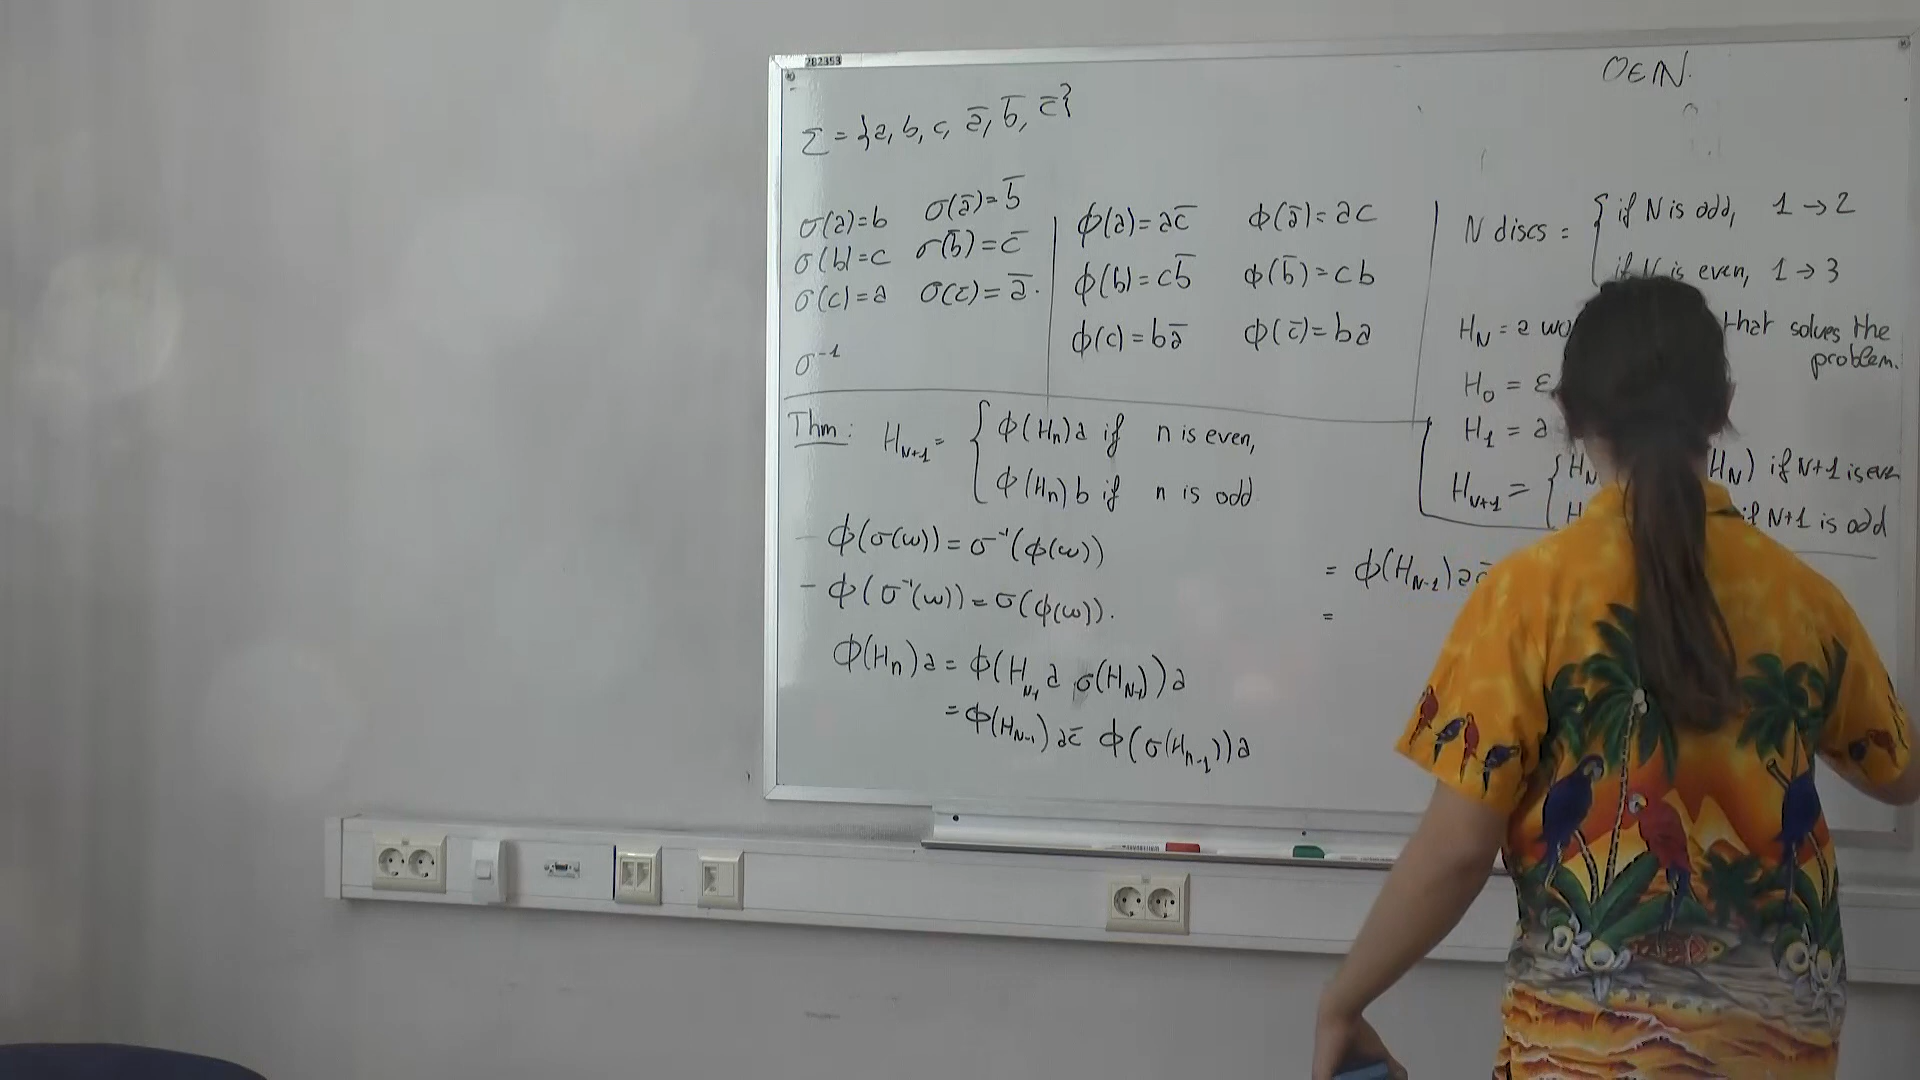 282353
O∈ℕ.
Σ = {a, b, c, a̅, b̅, c̅}
σ(a)=b σ(a̅)=b̅
σ(b)=c σ(b̅)=c̅
σ(c)=a σ(c̅)=a̅.
σ⁻¹
ϕ(a)=ac̅ ϕ(a̅)=ac
ϕ(b)=cb̅ ϕ(b̅)=cb
ϕ(c)=ba̅ ϕ(c̅)=ba
N discs = { if N is odd, 1→2
if N is even, 1→3
H_N = a that solves the
problem.
H₀ = ε
H₁ = a
H_{N+1} = { H_N H_N) if N+1 is even
H if N+1 is odd
Thm: H_{N+1} = { ϕ(H_n)a if n is even,
ϕ(H_n)b if n is odd
- ϕ(σ(ω))=σ⁻¹(ϕ(ω))
- ϕ(σ⁻¹(ω))=σ(ϕ(ω)).
ϕ(H_n)a = ϕ(H_{N-1} a σ(H_{N-1}))a
=ϕ(H_{N-1})ac̅ ϕ(σ(H_{n-1}))a
= ϕ(H_{N-1})ac̅
=